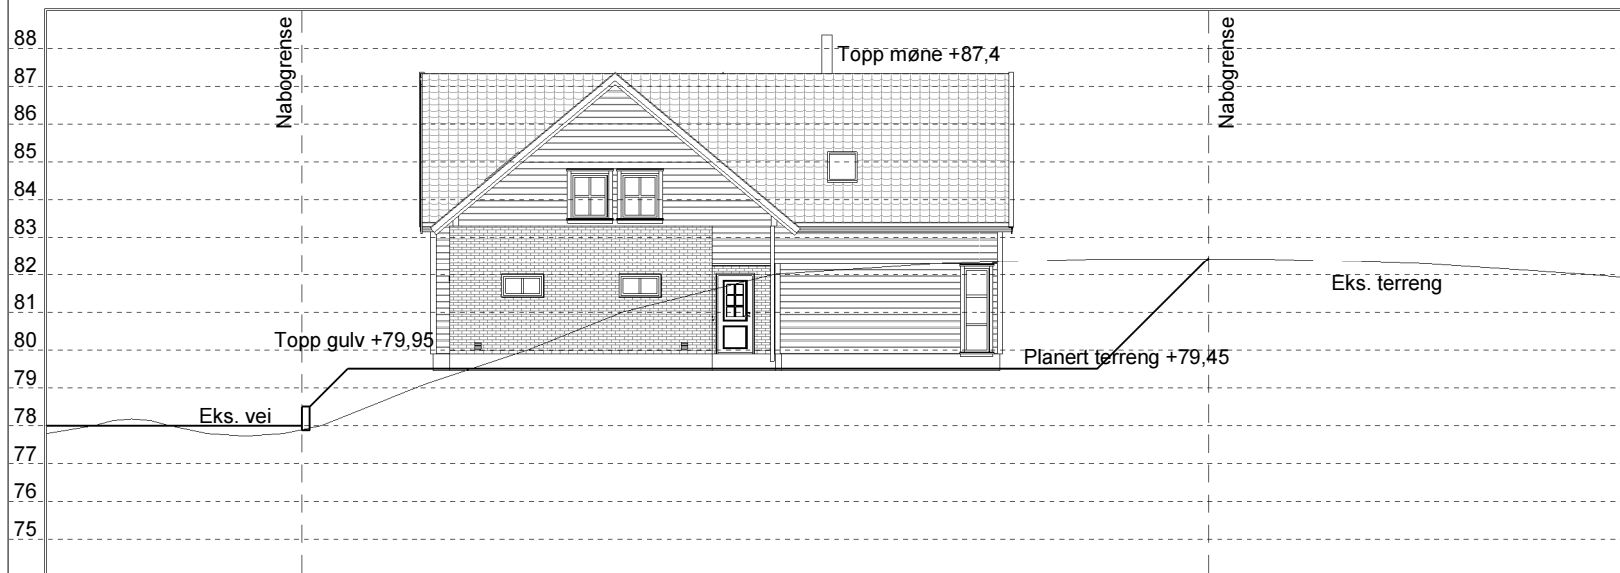 88
87
86
85
84
83
82
81
80
79
78
77
76
75
Nabogrense
Topp møne +87,4
Nabogrense
Eks. terreng
Topp gulv +79,95
Planert terreng +79,45
Eks. vei